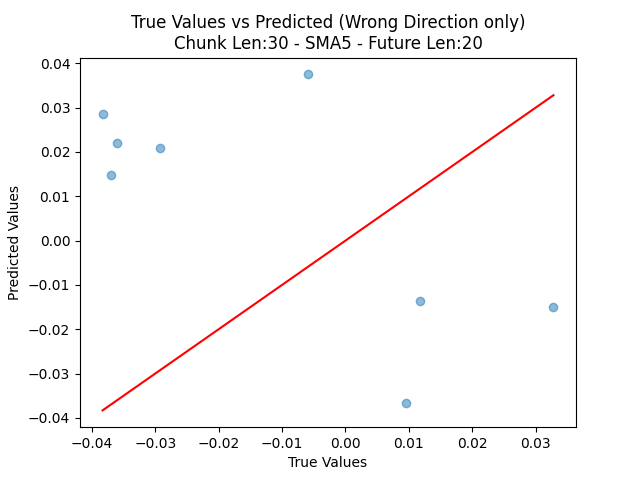 True Values vs Predicted (Wrong Direction only)
Chunk Len:30 - SMA5 - Future Len:20
0.04
0.03
0.02
0.01
0.00
−0.01
−0.02
−0.03
−0.04
Predicted Values
−0.04 −0.03 −0.02 −0.01 0.00 0.01 0.02 0.03
True Values